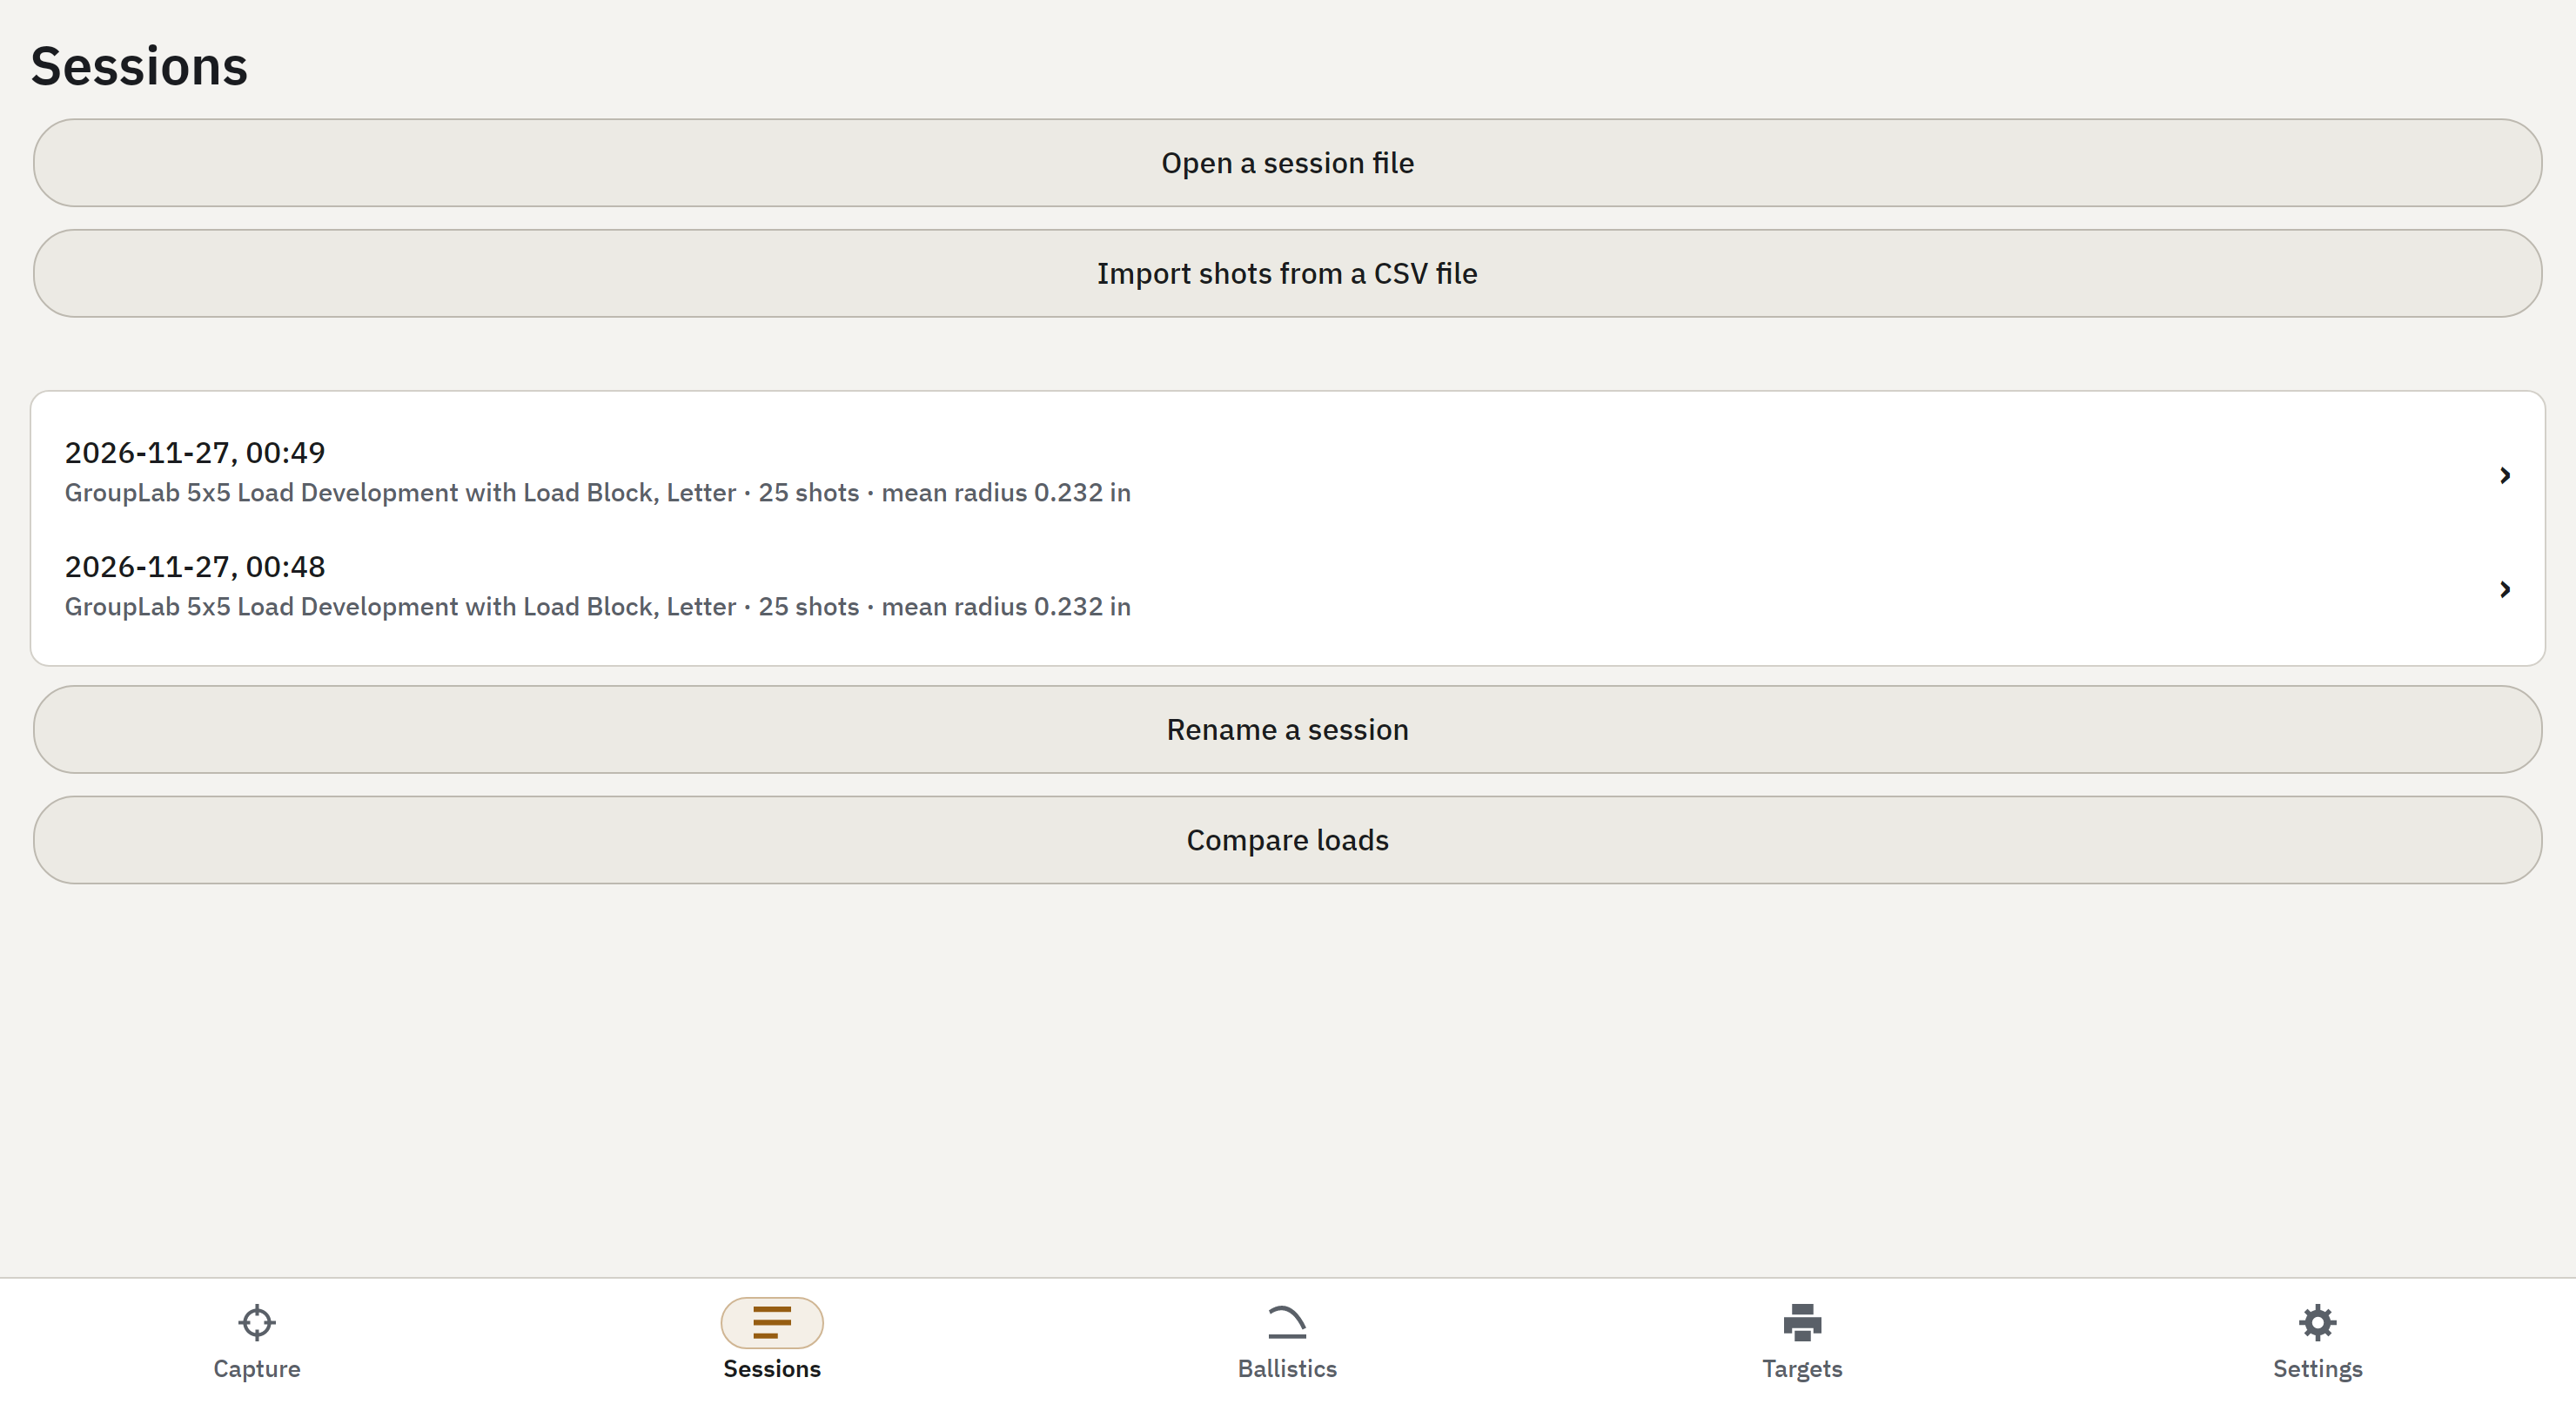 Sessions
Open a session file
Import shots from a CSV file
2026-11-27, 00:49
GroupLab 5x5 Load Development with Load Block, Letter · 25 shots · mean radius 0.232 in
2026-11-27, 00:48
GroupLab 5x5 Load Development with Load Block, Letter · 25 shots · mean radius 0.232 in
Rename a session
Compare loads
Capture
Sessions
Ballistics
Targets
Settings